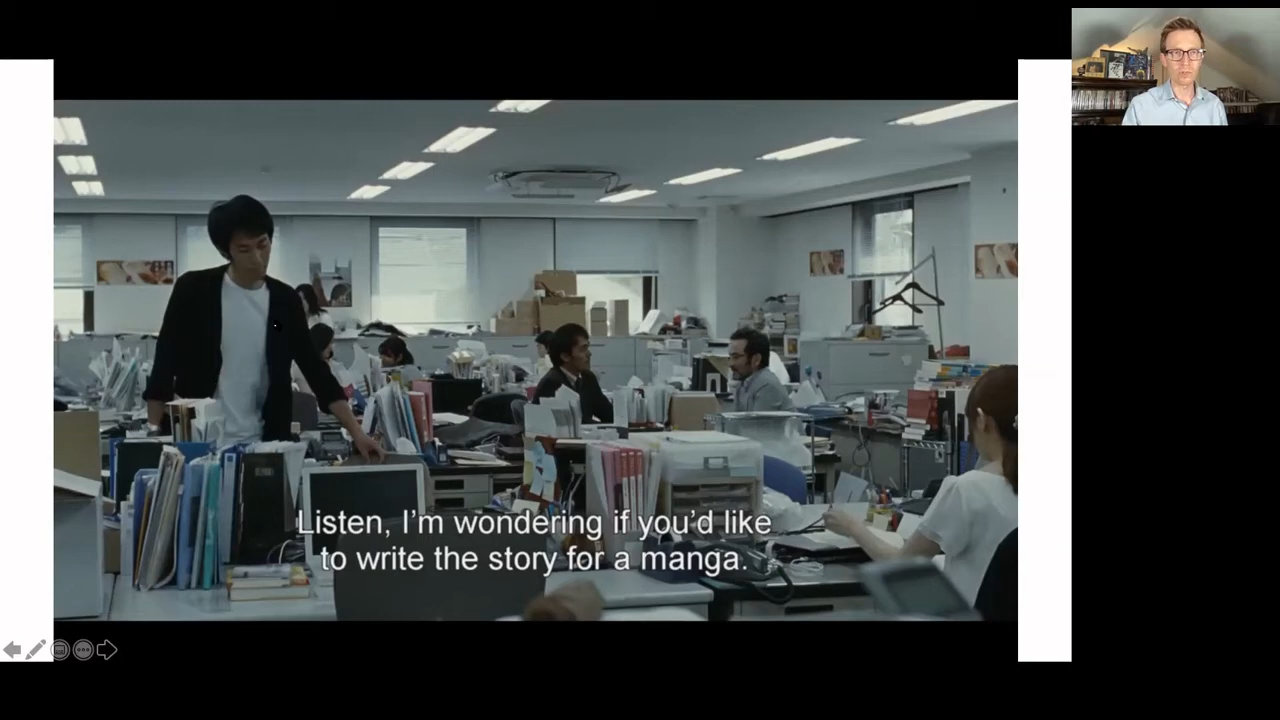 Listen, I'm wondering if you'd like
to write the story for a manga.